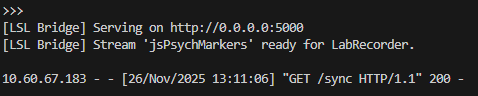 >>>
[LSL Bridge] Serving on http://0.0.0.0:5000
[LSL Bridge] Stream 'jsPsychMarkers' ready for LabRecorder.
10.60.67.183 - - [26/Nov/2025 13:11:06] "GET /sync HTTP/1.1" 200 -